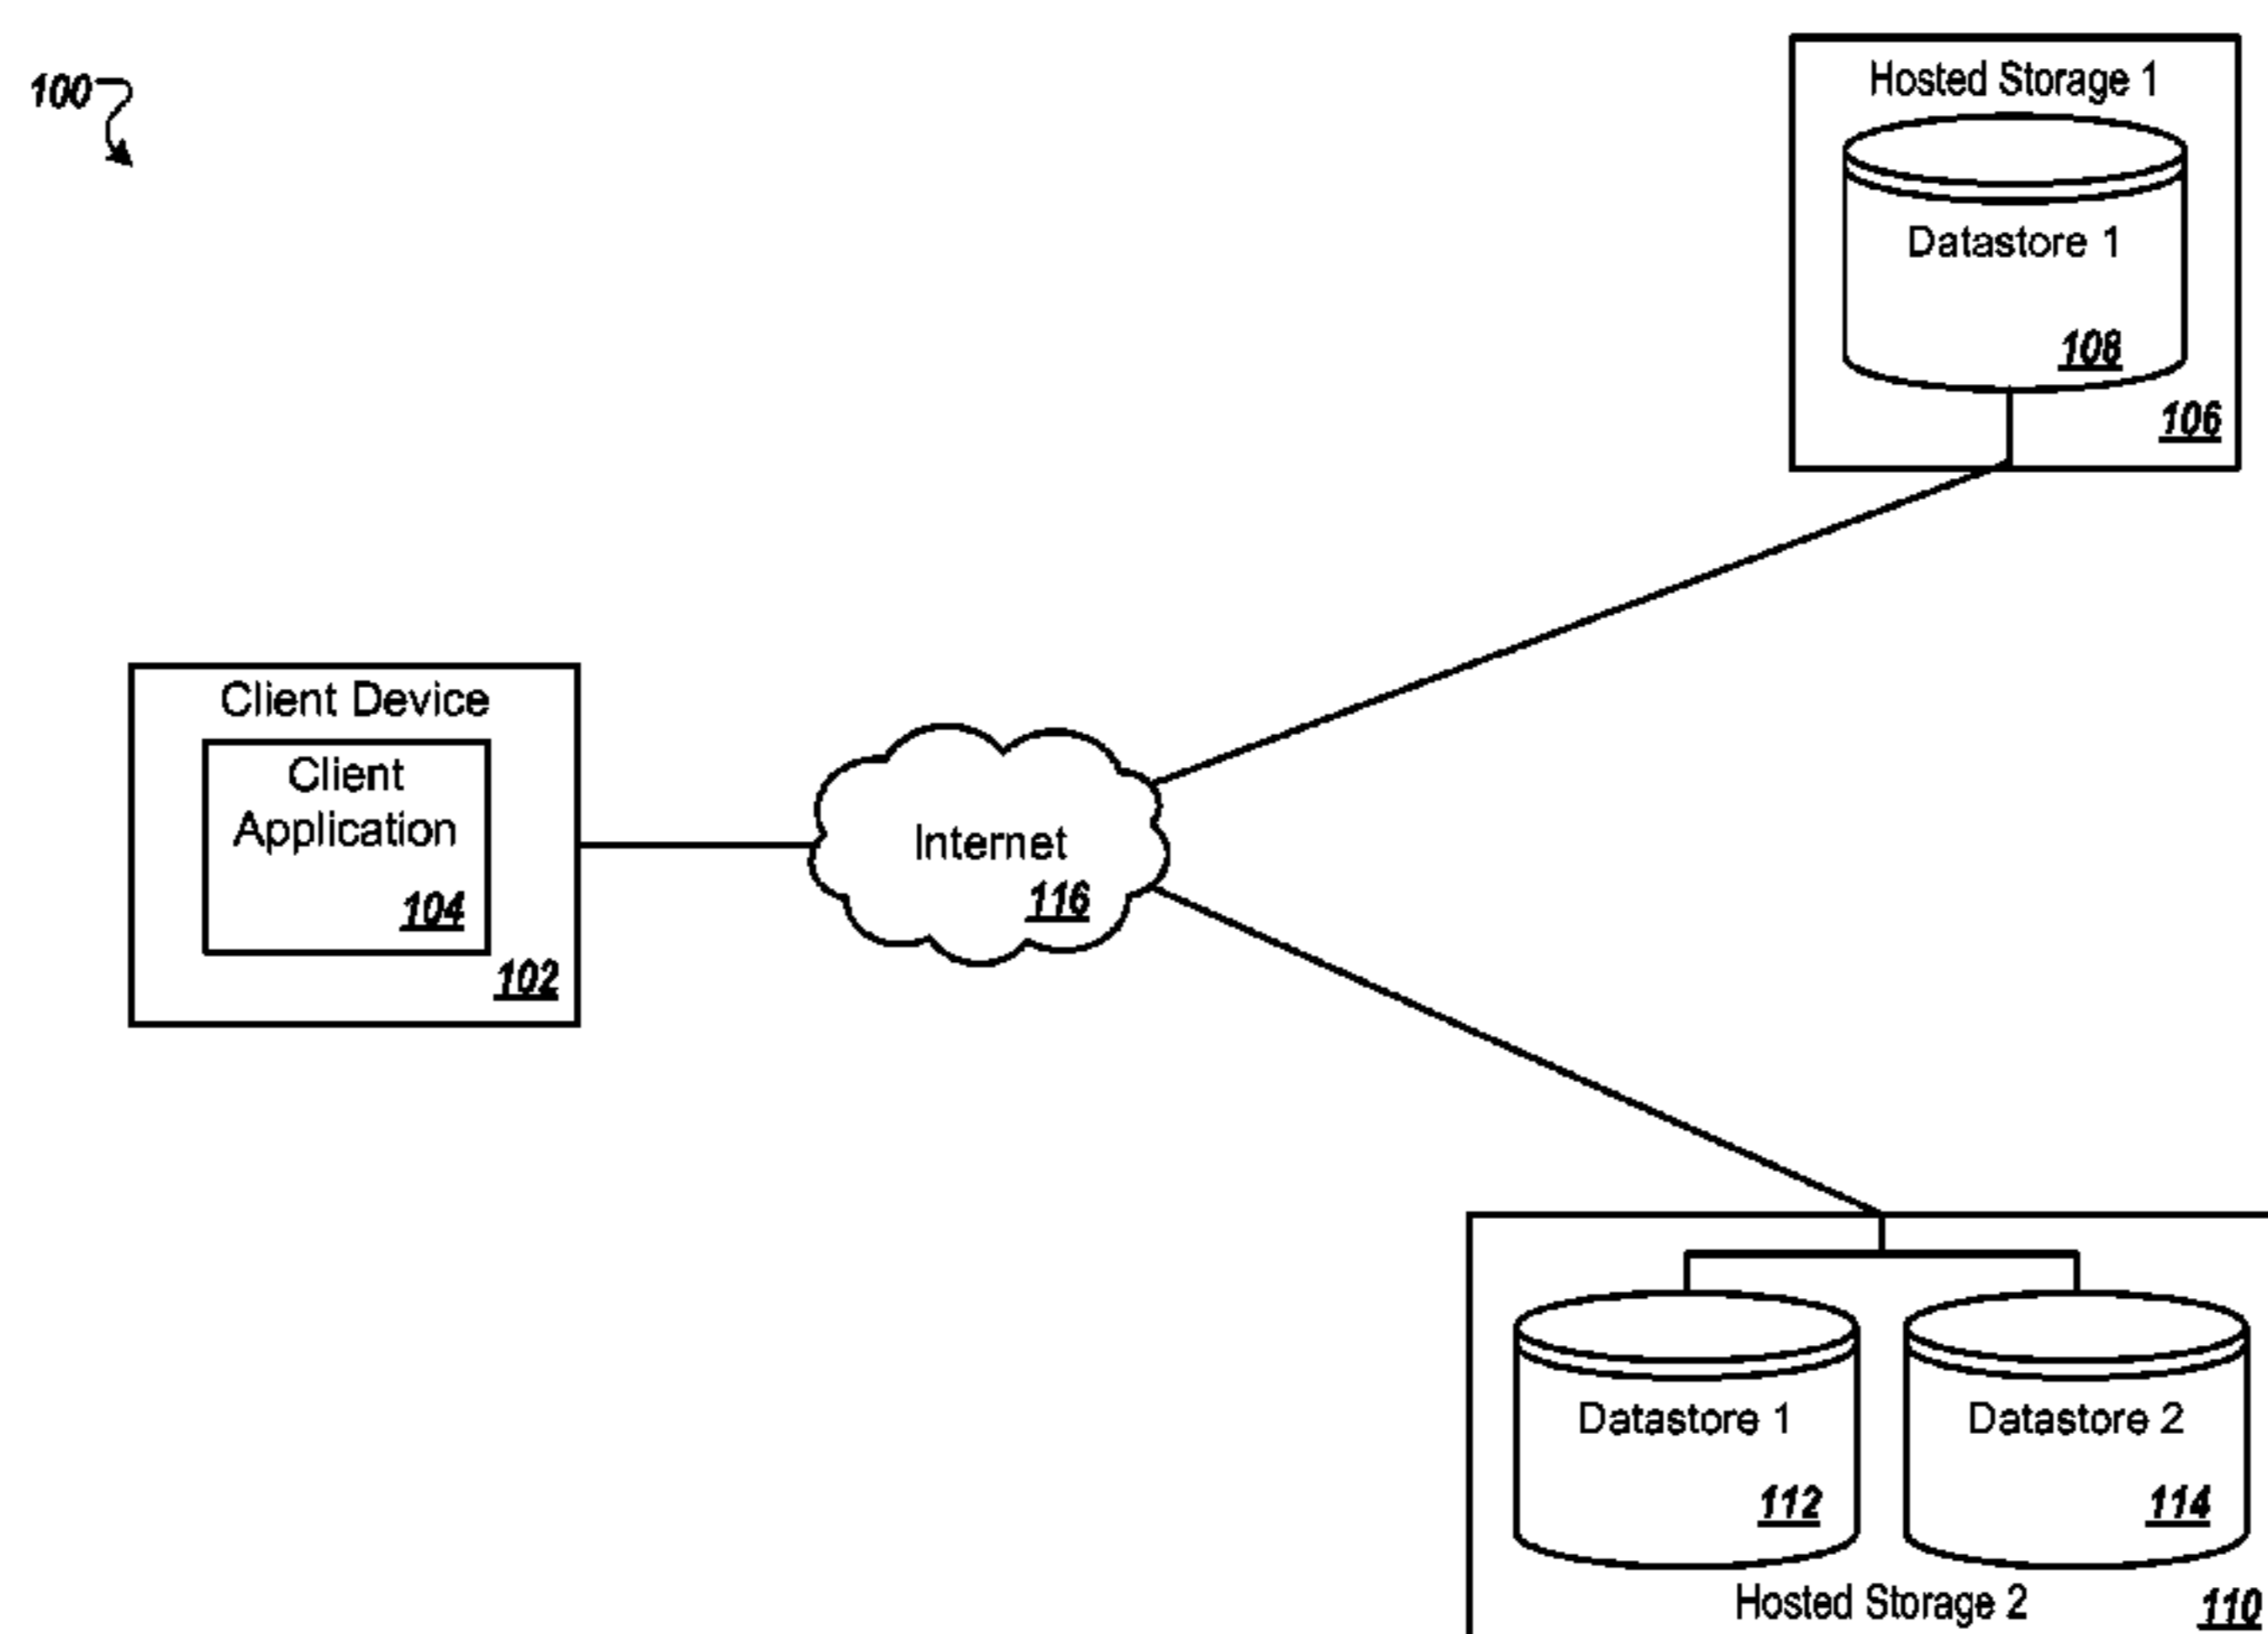 100
Hosted Storage 1
Datastore 1
108
106
Client Device
Client
Application
104
102
Internet
116
Datastore 1
112
Datastore 2
114
Hosted Storage 2
110